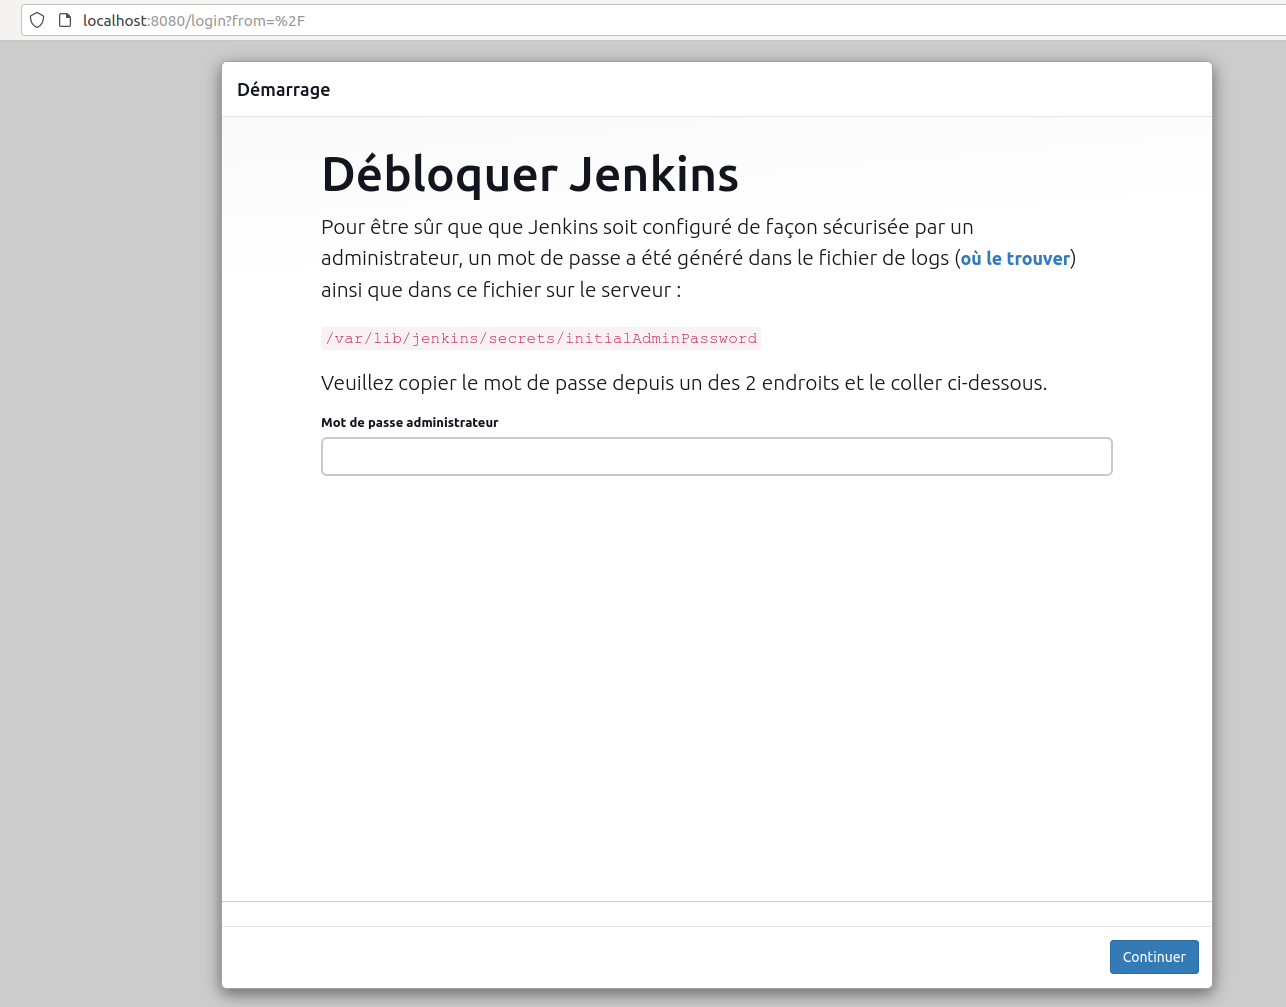 localhost:8080/login?from=%2F
Démarrage
Débloquer Jenkins
Pour être sûr que que Jenkins soit configuré de façon sécurisée par un
administrateur, un mot de passe a été généré dans le fichier de logs (où le trouver)
ainsi que dans ce fichier sur le serveur :
/var/lib/jenkins/secrets/initialAdminPassword
Veuillez copier le mot de passe depuis un des 2 endroits et le coller ci-dessous.
Mot de passe administrateur
Continuer